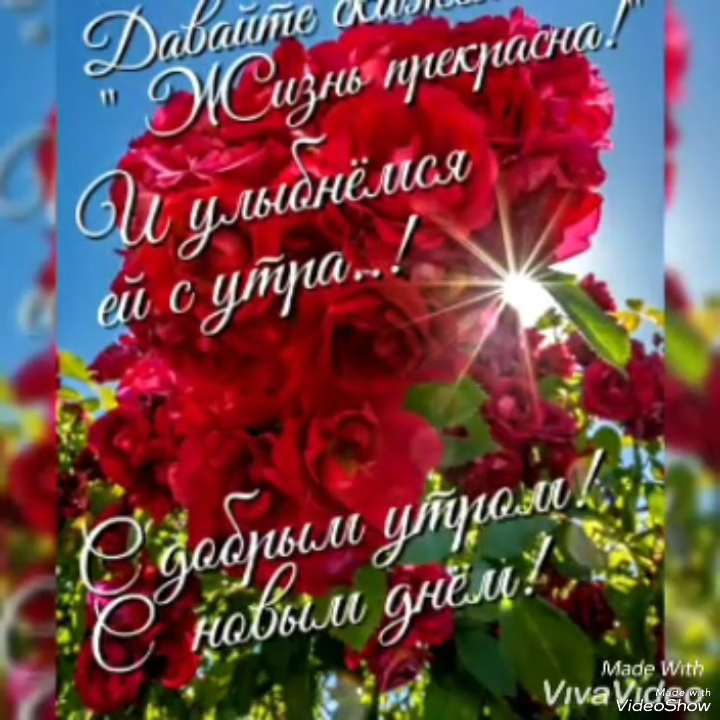 Давайте
" Жизнь прекрасна!"
И улыбнёмся
ей с утра..!
С добрым утром!
С новым днём!
Made With
VivaVideo
Made with
VideoShow